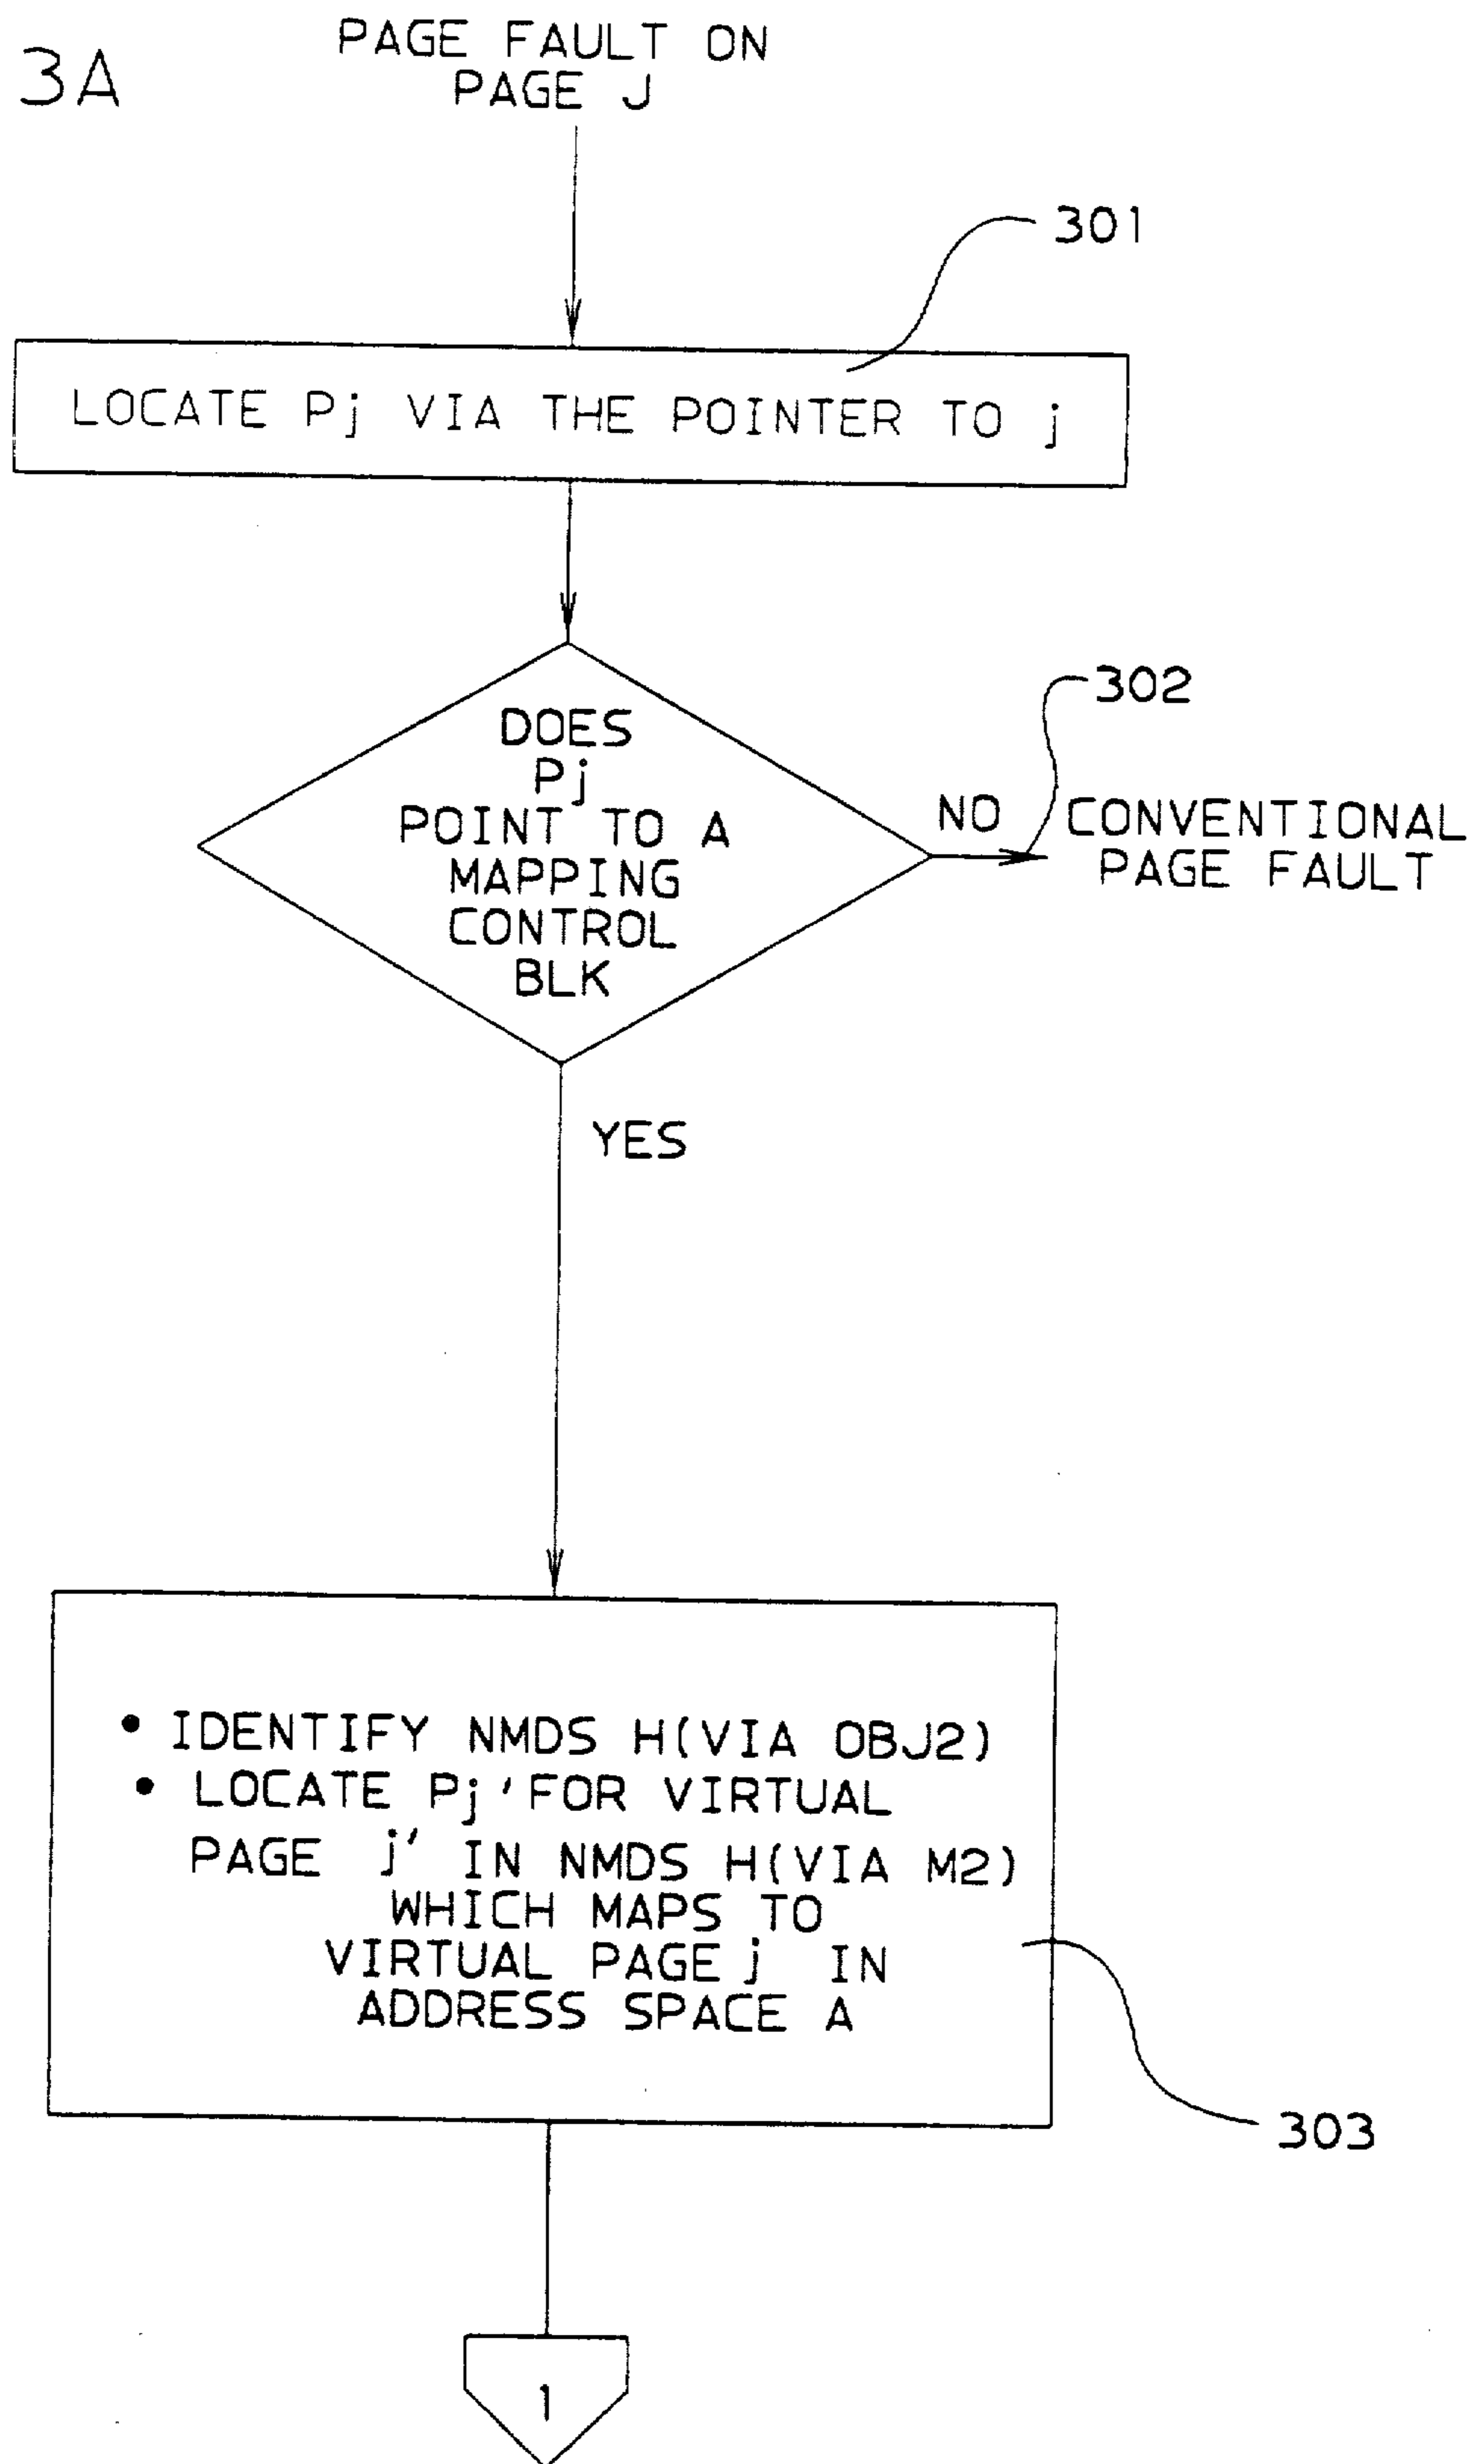 3A
PAGE FAULT ON
PAGE J
301
LOCATE Pj VIA THE POINTER TO j
302
DOES
Pj
POINT TO A
MAPPING
CONTROL
BLK
NO
CONVENTIONAL
PAGE FAULT
YES
• IDENTIFY NMDS H(VIA OBJ2)
• LOCATE Pj' FOR VIRTUAL
PAGE j' IN NMDS H(VIA M2)
WHICH MAPS TO
VIRTUAL PAGE j IN
ADDRESS SPACE A
303
1